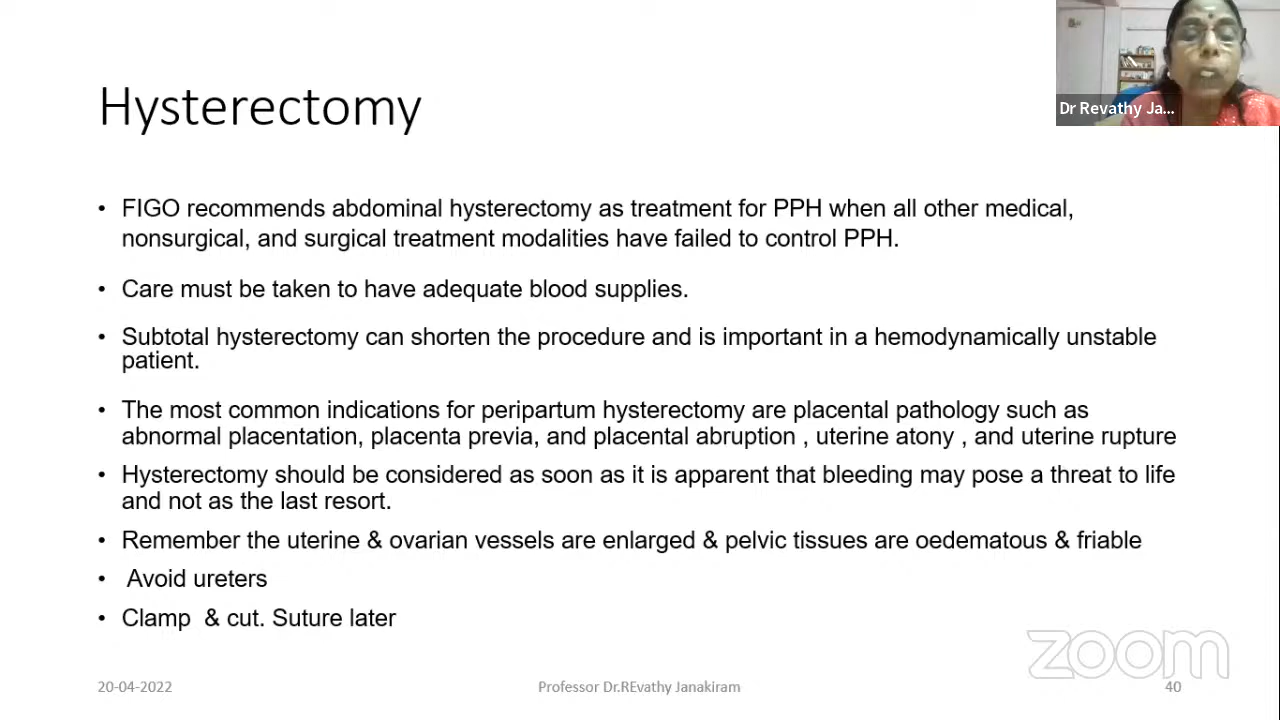 Hysterectomy
Dr Revathy Ja...
• FIGO recommends abdominal hysterectomy as treatment for PPH when all other medical,
nonsurgical, and surgical treatment modalities have failed to control PPH.
• Care must be taken to have adequate blood supplies.
• Subtotal hysterectomy can shorten the procedure and is important in a hemodynamically unstable
patient.
• The most common indications for peripartum hysterectomy are placental pathology such as
abnormal placentation, placenta previa, and placental abruption , uterine atony , and uterine rupture
• Hysterectomy should be considered as soon as it is apparent that bleeding may pose a threat to life
and not as the last resort.
• Remember the uterine & ovarian vessels are enlarged & pelvic tissues are oedematous & friable
• Avoid ureters
• Clamp & cut. Suture later
zoom
20-04-2022 Professor Dr.REvathy Janakiram 40